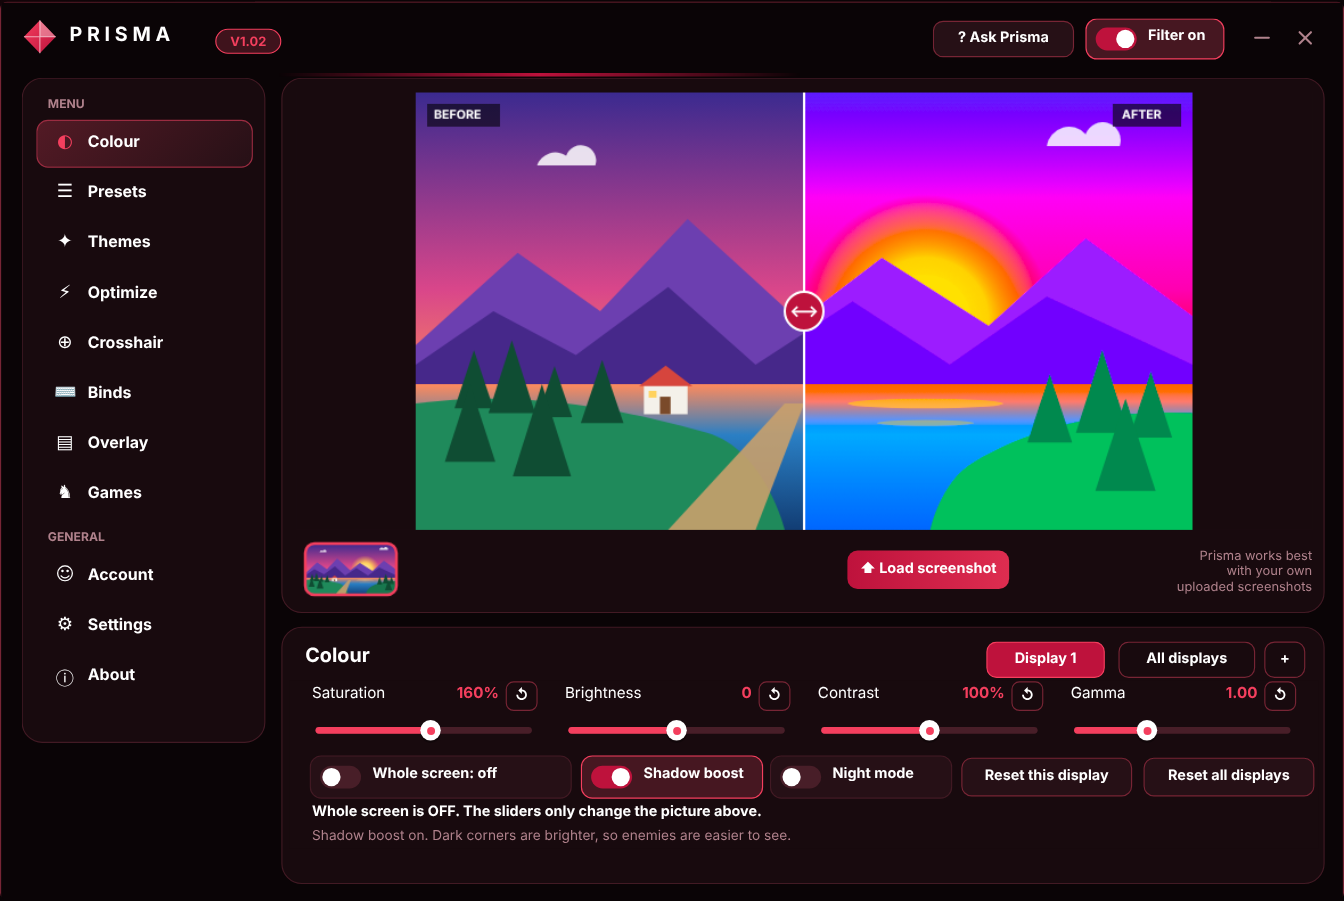 PRISMA
V1.02
? Ask Prisma
Filter on
MENU
Colour
Presets
Themes
Optimize
Crosshair
Binds
Overlay
Games
GENERAL
Account
Settings
About
BEFORE
AFTER
Load screenshot
Prisma works best
with your own
uploaded screenshots
Colour
Display 1
All displays
+
Saturation 160%
Brightness 0
Contrast 100%
Gamma 1.00
Whole screen: off
Shadow boost
Night mode
Reset this display
Reset all displays
Whole screen is OFF. The sliders only change the picture above.
Shadow boost on. Dark corners are brighter, so enemies are easier to see.